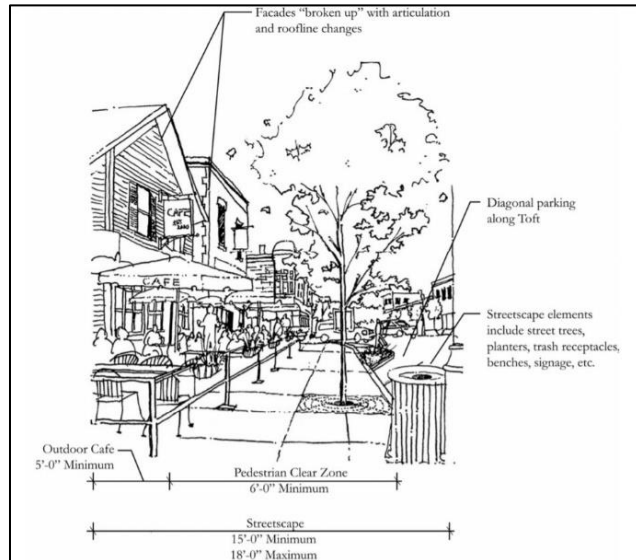 Facades “broken up” with articulation
and roofline changes
CAFE
CAFE
Diagonal parking
along Toft
Streetscape elements
include street trees,
planters, trash receptacles,
benches, signage, etc.
Outdoor Cafe
5'-0" Minimum
Pedestrian Clear Zone
6'-0" Minimum
Streetscape
15'-0" Minimum
18'-0" Maximum